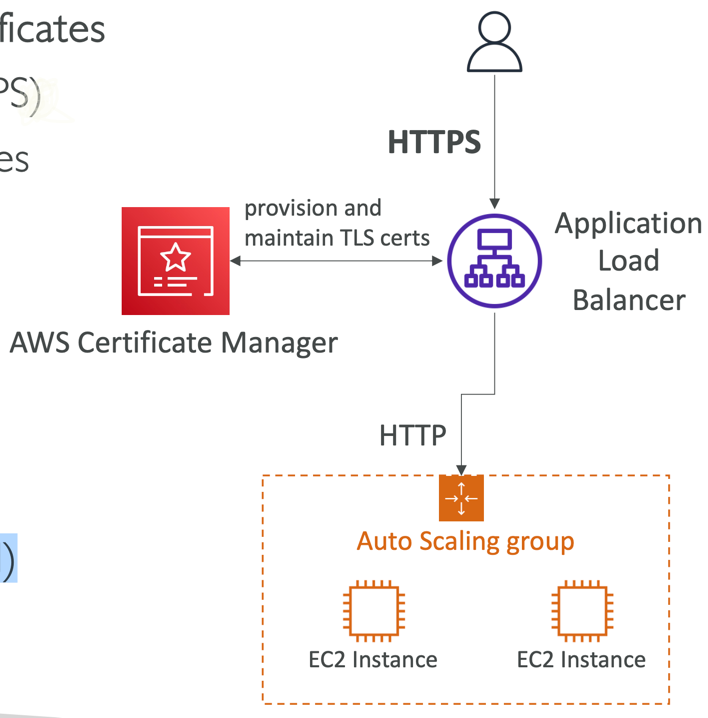 ficates
PS)
es
HTTPS
provision and
maintain TLS certs
Application
Load
Balancer
AWS Certificate Manager
HTTP
)
Auto Scaling group
EC2 Instance
EC2 Instance